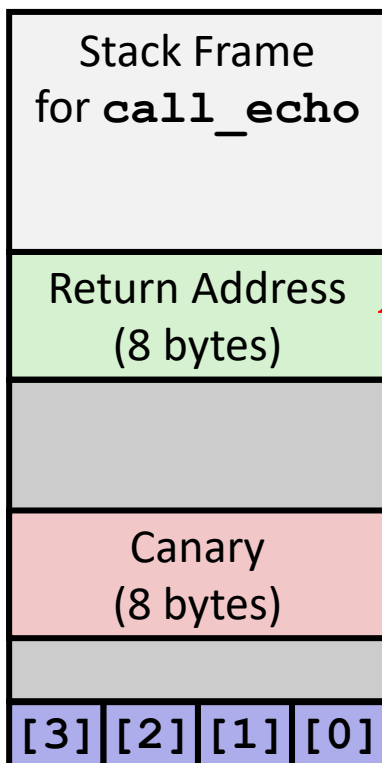 Stack Frame
for call_echo
Return Address
(8 bytes)
Canary
(8 bytes)
[3] [2] [1] [0]